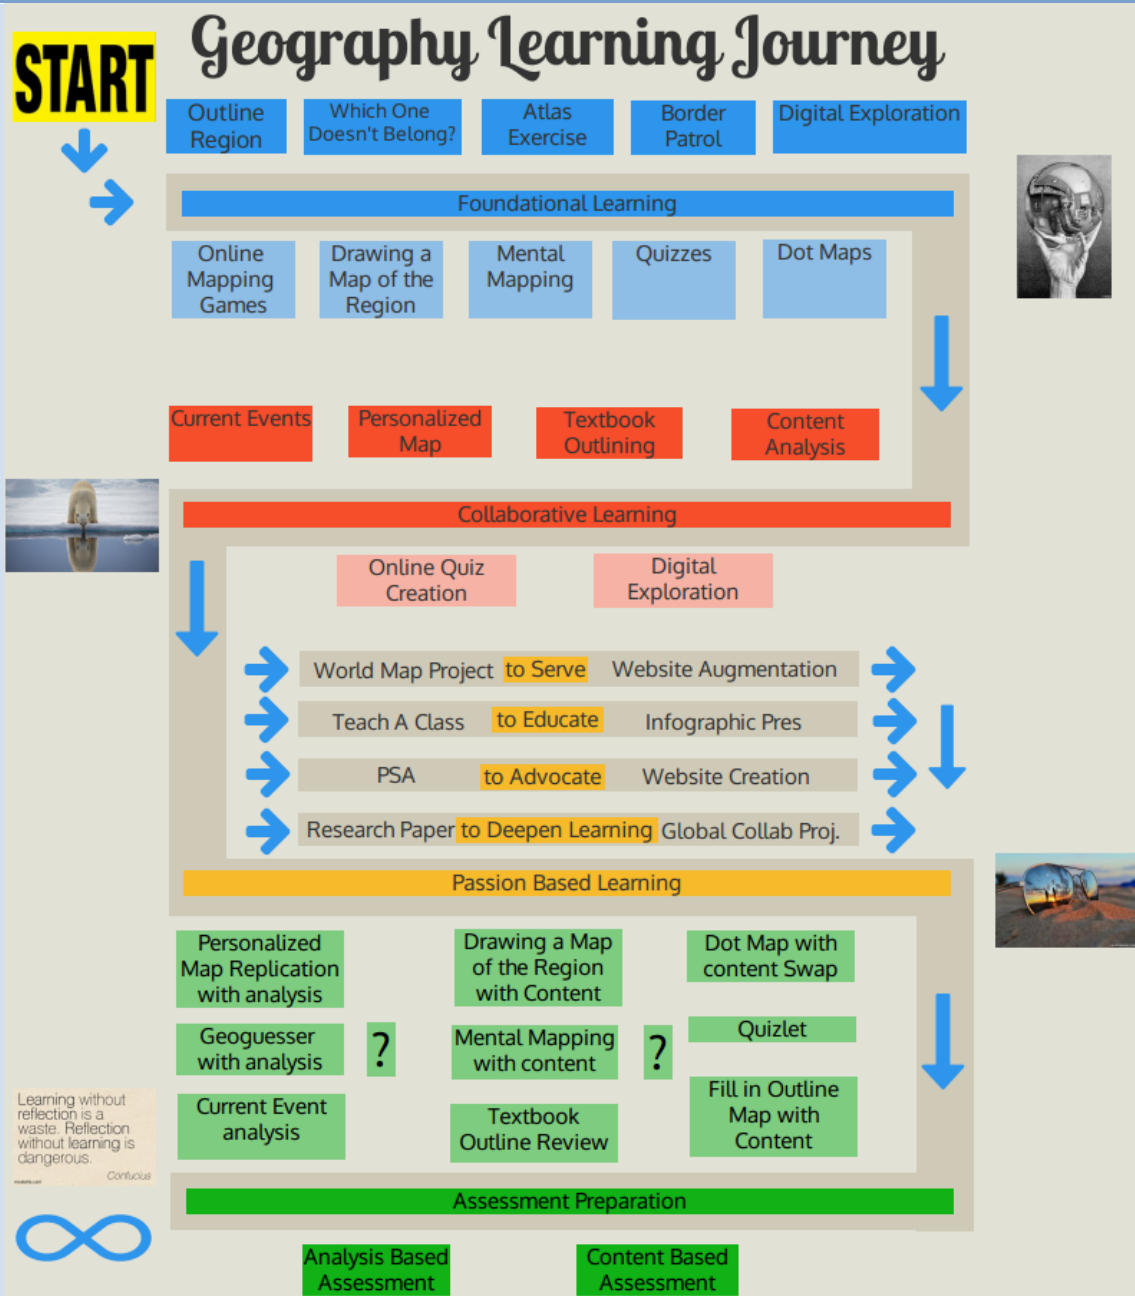 START
Geography Learning Journey
Outline
Region
Which One
Doesn't Belong?
Atlas
Exercise
Border
Patrol
Digital Exploration
Foundational Learning
Online
Mapping
Games
Drawing a
Map of the
Region
Mental
Mapping
Quizzes
Dot Maps
Current Events
Personalized
Map
Textbook
Outlining
Content
Analysis
Collaborative Learning
Online Quiz
Creation
Digital
Exploration
World Map Project to Serve Website Augmentation
Teach A Class to Educate Infographic Pres
PSA to Advocate Website Creation
Research Paper to Deepen Learning Global Collab Proj.
Passion Based Learning
Personalized
Map Replication
with analysis
Drawing a Map
of the Region
with Content
Dot Map with
content Swap
Geoguesser
with analysis
?
Mental Mapping
with content
?
Quizlet
Current Event
analysis
Textbook
Outline Review
Fill in Outline
Map with
Content
Learning without
reflection is a
waste. Reflection
without learning is
dangerous.
Confucius
Assessment Preparation
Analysis Based
Assessment
Content Based
Assessment